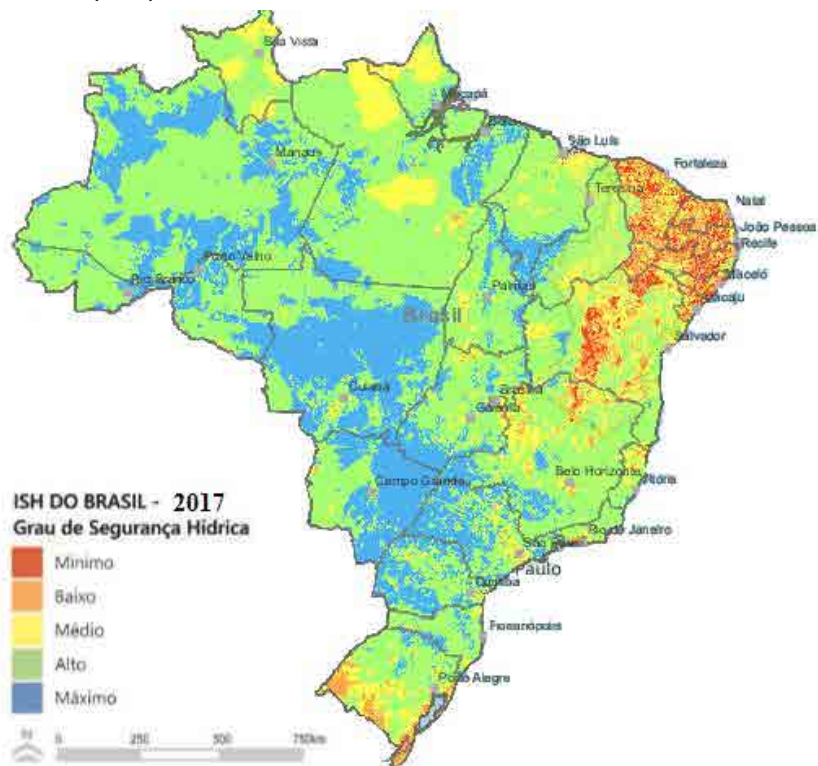 Boa Vista
Macapá
Manaus
São Luís
Fortaleza
Teresina
Natal
João Pessoa
Recife
Porto Velho
Rio Branco
Maceió
Palmas
Aracaju
Brasil
Salvador
Cuiabá
Brasília
Goiânia
Campo Grande
Belo Horizonte
Vitória
ISH DO BRASIL - 2017
Grau de Segurança Hídrica
Rio de Janeiro
São Paulo
Mínimo
Curitiba
Baixo
Florianópolis
Médio
Alto
Porto Alegre
Máximo
N
0 250 500 750km